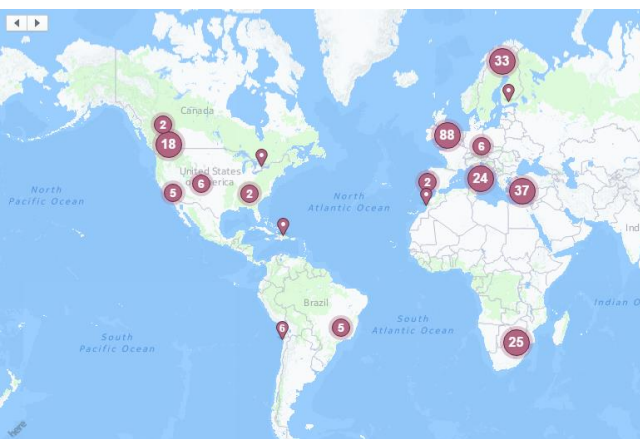 33
Canada
2
88
18
6
United States
of America
24
6
2
5
2
37
North
Pacific Ocean
North
Atlantic Ocean
Ind
Brazil
Indian O
6
5
South
Atlantic Ocean
South
Pacific Ocean
25
here